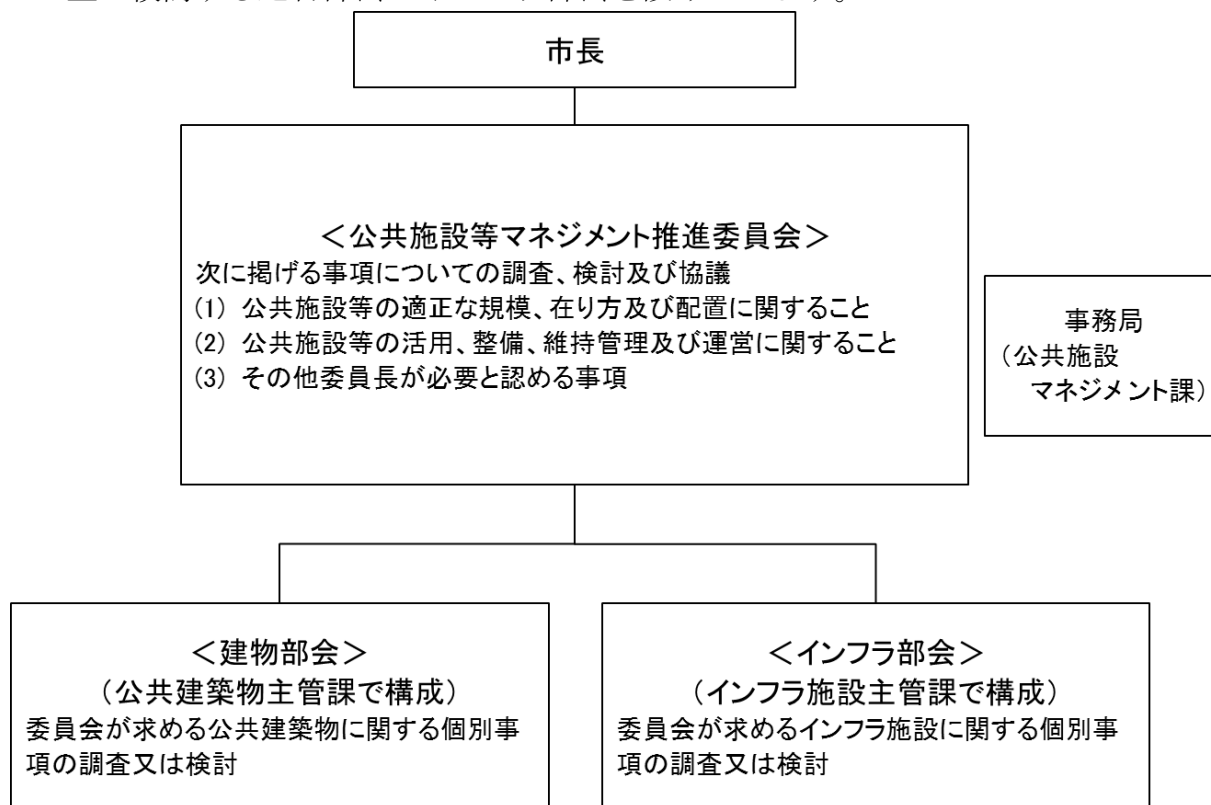 市長
＜公共施設等マネジメント推進委員会＞
次に掲げる事項についての調査、検討及び協議
(1) 公共施設等の適正な規模、在り方及び配置に関すること
(2) 公共施設等の活用、整備、維持管理及び運営に関すること
(3) その他委員長が必要と認める事項
事務局
（公共施設
マネジメント課）
＜建物部会＞
（公共建築物主管課で構成）
委員会が求める公共建築物に関する個別事
項の調査又は検討
＜インフラ部会＞
（インフラ施設主管課で構成）
委員会が求めるインフラ施設に関する個別事
項の調査又は検討